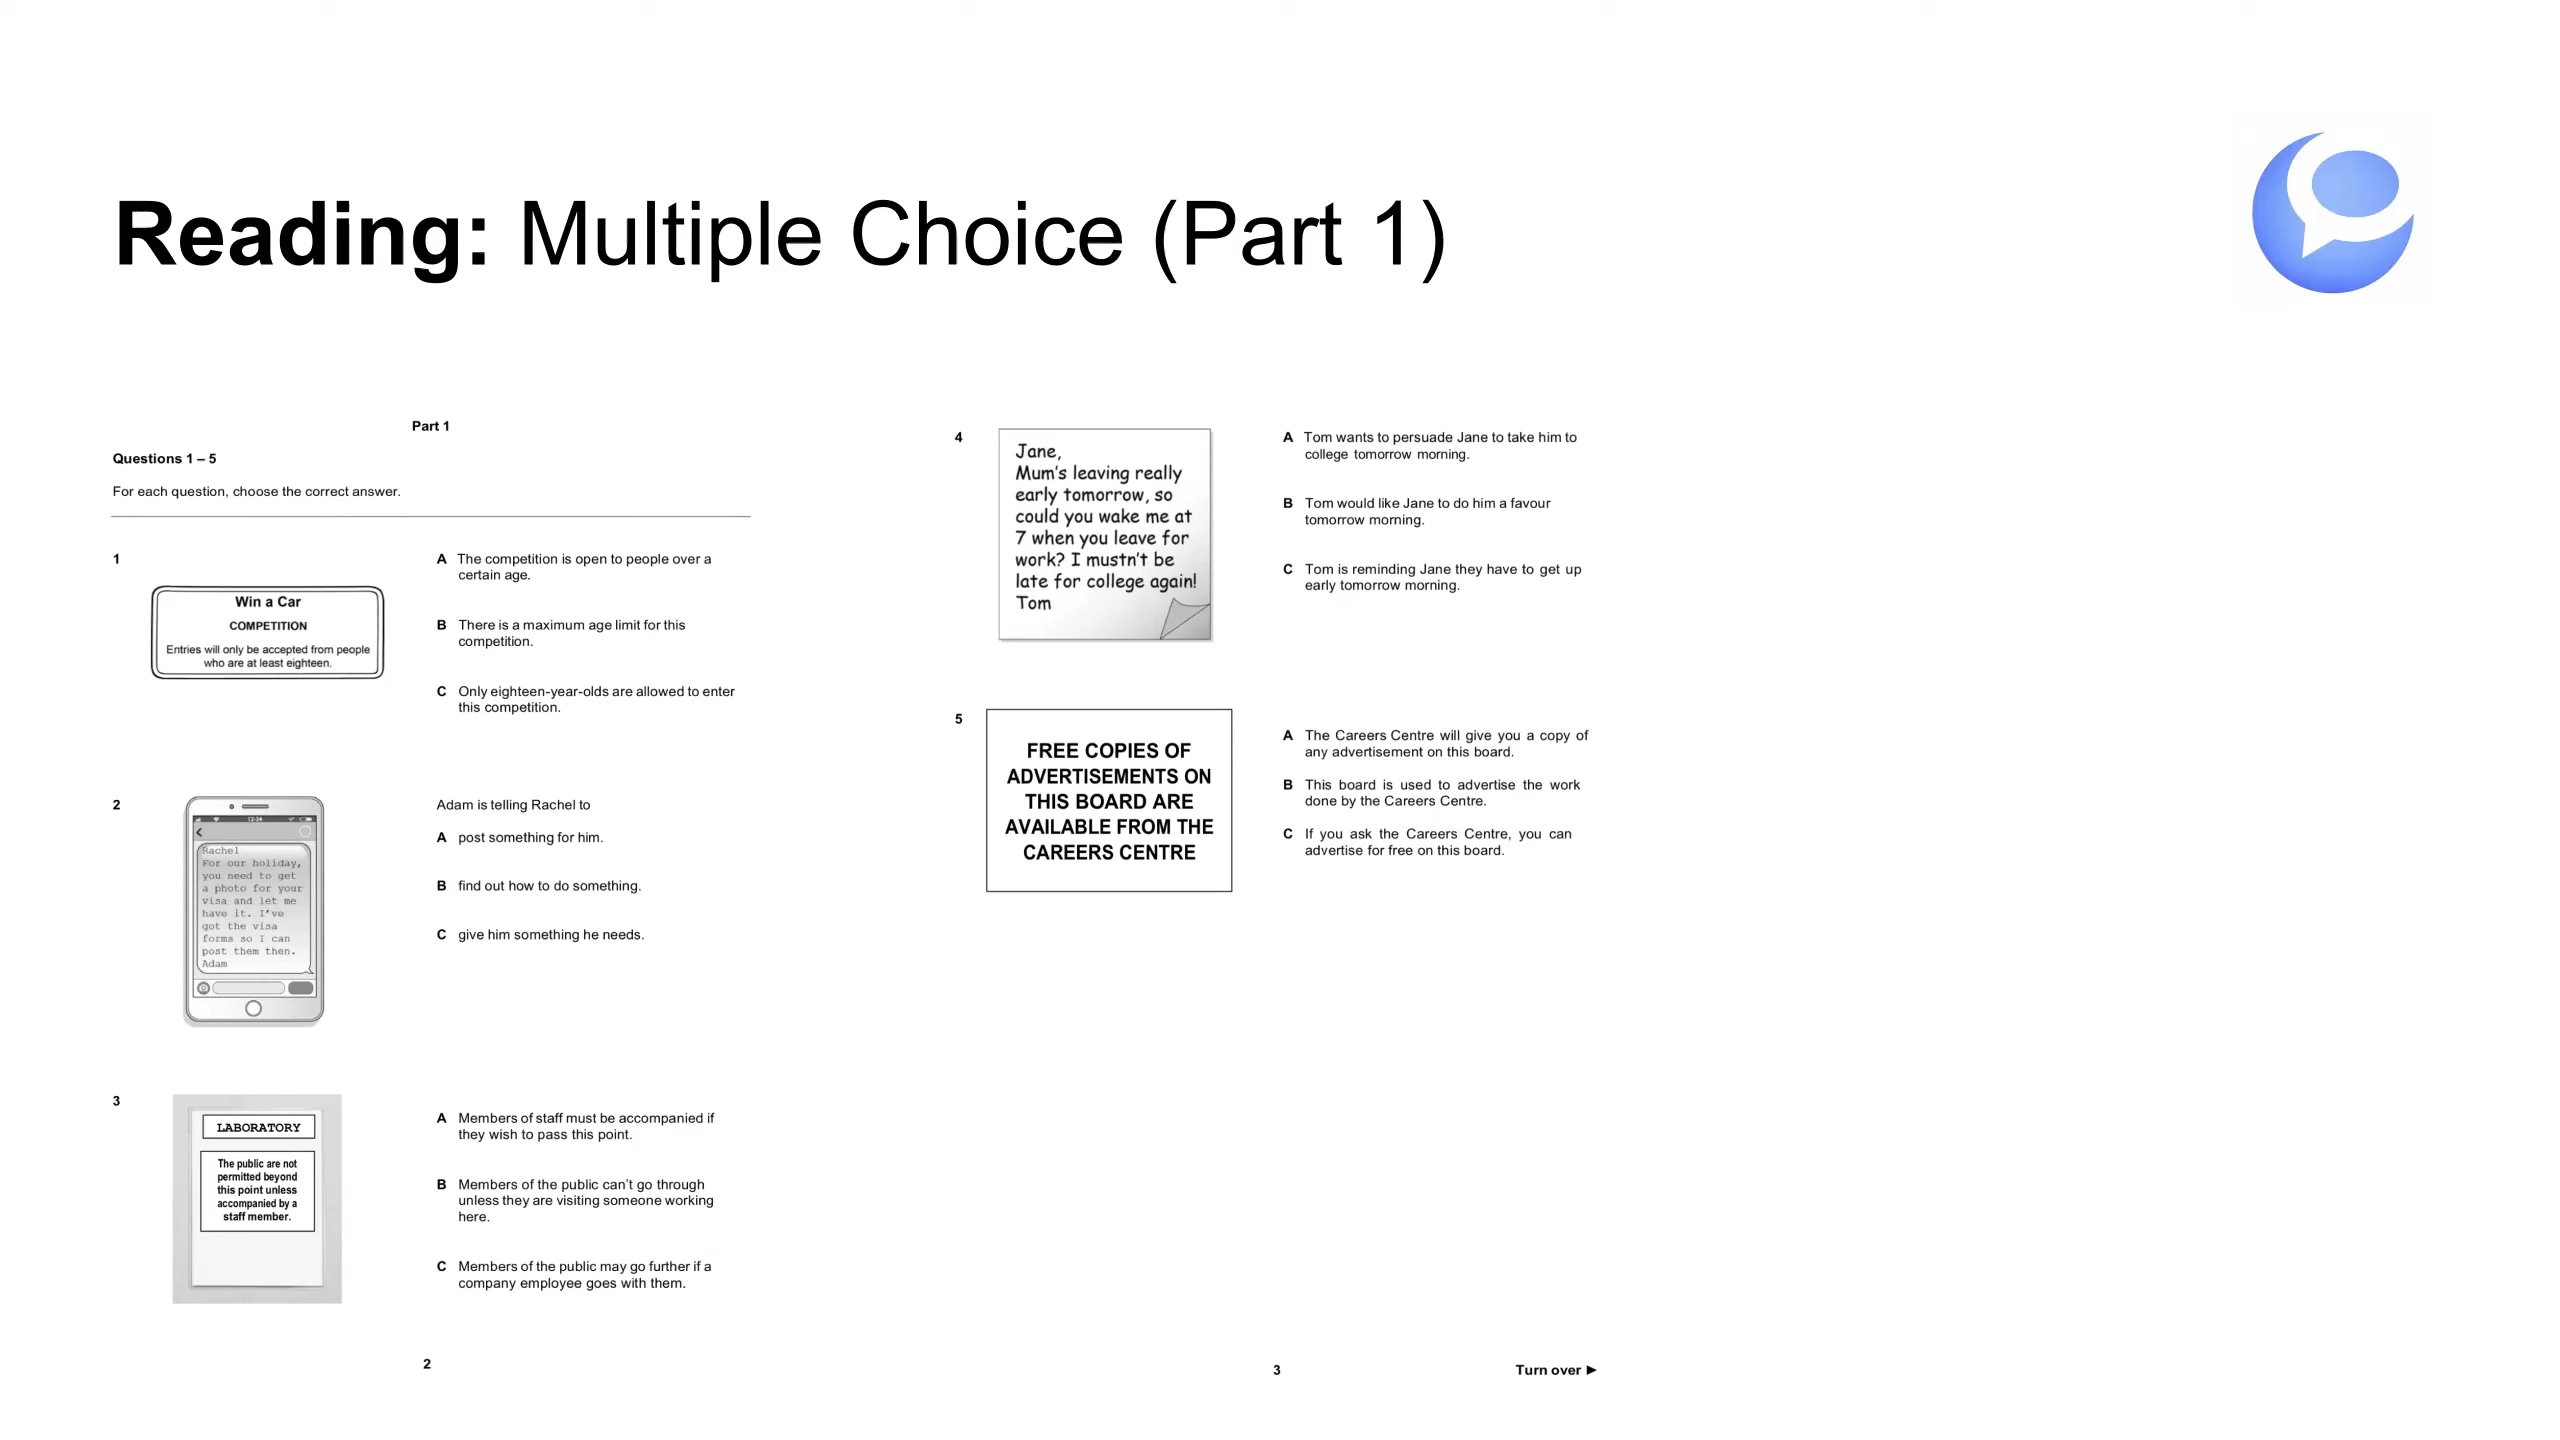 Reading: Multiple Choice (Part 1)
Part 1
Questions 1 – 5
For each question, choose the correct answer.
1
Win a Car
COMPETITION
Entries will only be accepted from people
who are at least eighteen.
A The competition is open to people over a
certain age.
B There is a maximum age limit for this
competition.
C Only eighteen-year-olds are allowed to enter
this competition.
2
12:24
Rachel
For our holiday,
you need to get
a photo for your
visa and let me
have it. I've
got the visa
forms so I can
post them then.
Adam
Adam is telling Rachel to
A post something for him.
B find out how to do something.
C give him something he needs.
3
LABORATORY
The public are not
permitted beyond
this point unless
accompanied by a
staff member.
A Members of staff must be accompanied if
they wish to pass this point.
B Members of the public can't go through
unless they are visiting someone working
here.
C Members of the public may go further if a
company employee goes with them.
2
4
Jane,
Mum's leaving really
early tomorrow, so
could you wake me at
7 when you leave for
work? I mustn't be
late for college again!
Tom
A Tom wants to persuade Jane to take him to
college tomorrow morning.
B Tom would like Jane to do him a favour
tomorrow morning.
C Tom is reminding Jane they have to get up
early tomorrow morning.
5
FREE COPIES OF
ADVERTISEMENTS ON
THIS BOARD ARE
AVAILABLE FROM THE
CAREERS CENTRE
A The Careers Centre will give you a copy of
any advertisement on this board.
B This board is used to advertise the work
done by the Careers Centre.
C If you ask the Careers Centre, you can
advertise for free on this board.
3
Turn over ►